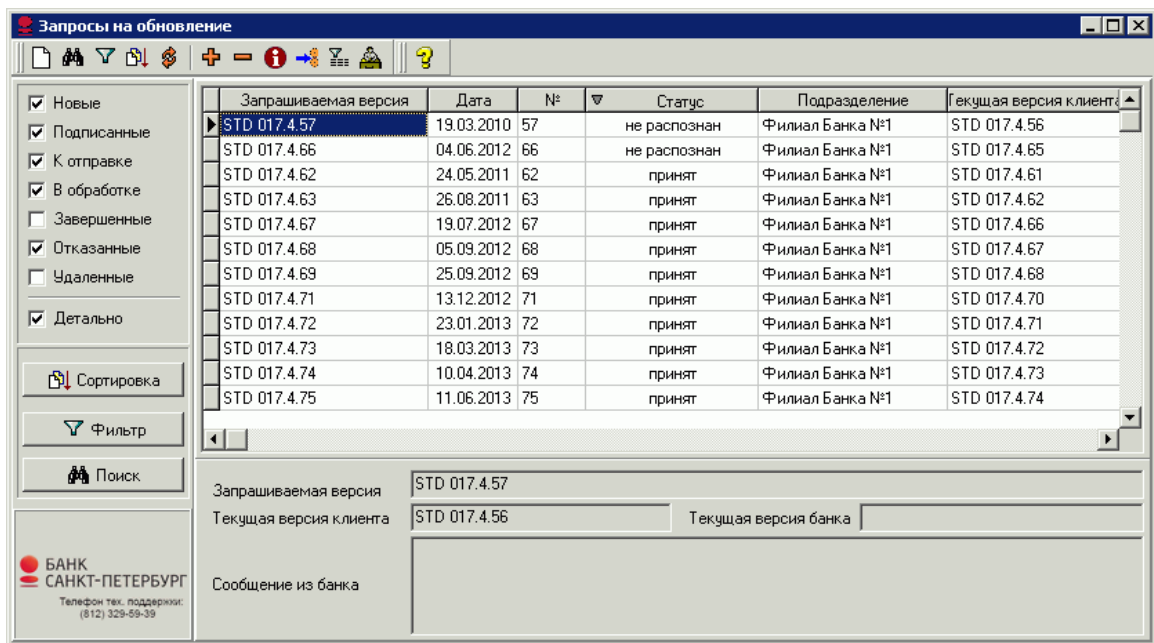 Запросы на обновление
Новые
Подписанные
К отправке
В обработке
Завершенные
Отказанные
Удаленные
Детально
Сортировка
Фильтр
Поиск
БАНК
САНКТ-ПЕТЕРБУРГ
Телефон тех. поддержки:
(812) 329-59-39
Запрашиваемая версия Дата № Статус Подразделение Текущая версия клиента
STD 017.4.57 19.03.2010 57 не распознан Филиал Банка №1 STD 017.4.56
STD 017.4.66 04.06.2012 66 не распознан Филиал Банка №1 STD 017.4.65
STD 017.4.62 24.05.2011 62 принят Филиал Банка №1 STD 017.4.61
STD 017.4.63 26.08.2011 63 принят Филиал Банка №1 STD 017.4.62
STD 017.4.67 19.07.2012 67 принят Филиал Банка №1 STD 017.4.66
STD 017.4.68 05.09.2012 68 принят Филиал Банка №1 STD 017.4.67
STD 017.4.69 25.09.2012 69 принят Филиал Банка №1 STD 017.4.68
STD 017.4.71 13.12.2012 71 принят Филиал Банка №1 STD 017.4.70
STD 017.4.72 23.01.2013 72 принят Филиал Банка №1 STD 017.4.71
STD 017.4.73 18.03.2013 73 принят Филиал Банка №1 STD 017.4.72
STD 017.4.74 10.04.2013 74 принят Филиал Банка №1 STD 017.4.73
STD 017.4.75 11.06.2013 75 принят Филиал Банка №1 STD 017.4.74
Запрашиваемая версия STD 017.4.57
Текущая версия клиента STD 017.4.56 Текущая версия банка
Сообщение из банка